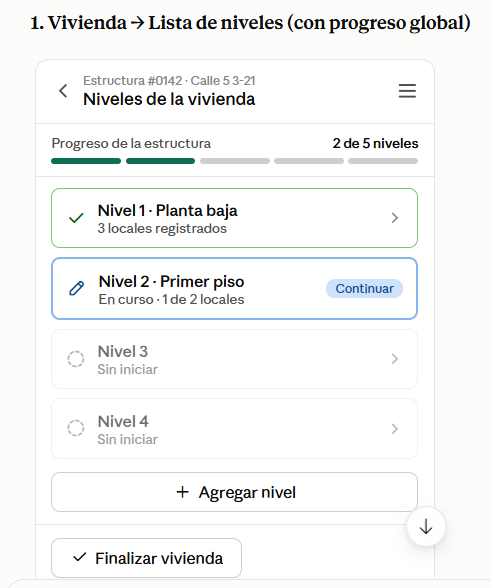 1. Vivienda → Lista de niveles (con progreso global)
Estructura #0142 · Calle 5 3-21
Niveles de la vivienda
Progreso de la estructura 2 de 5 niveles
Nivel 1 · Planta baja
3 locales registrados
Nivel 2 · Primer piso
En curso · 1 de 2 locales
Continuar
Nivel 3
Sin iniciar
Nivel 4
Sin iniciar
+ Agregar nivel
Finalizar vivienda